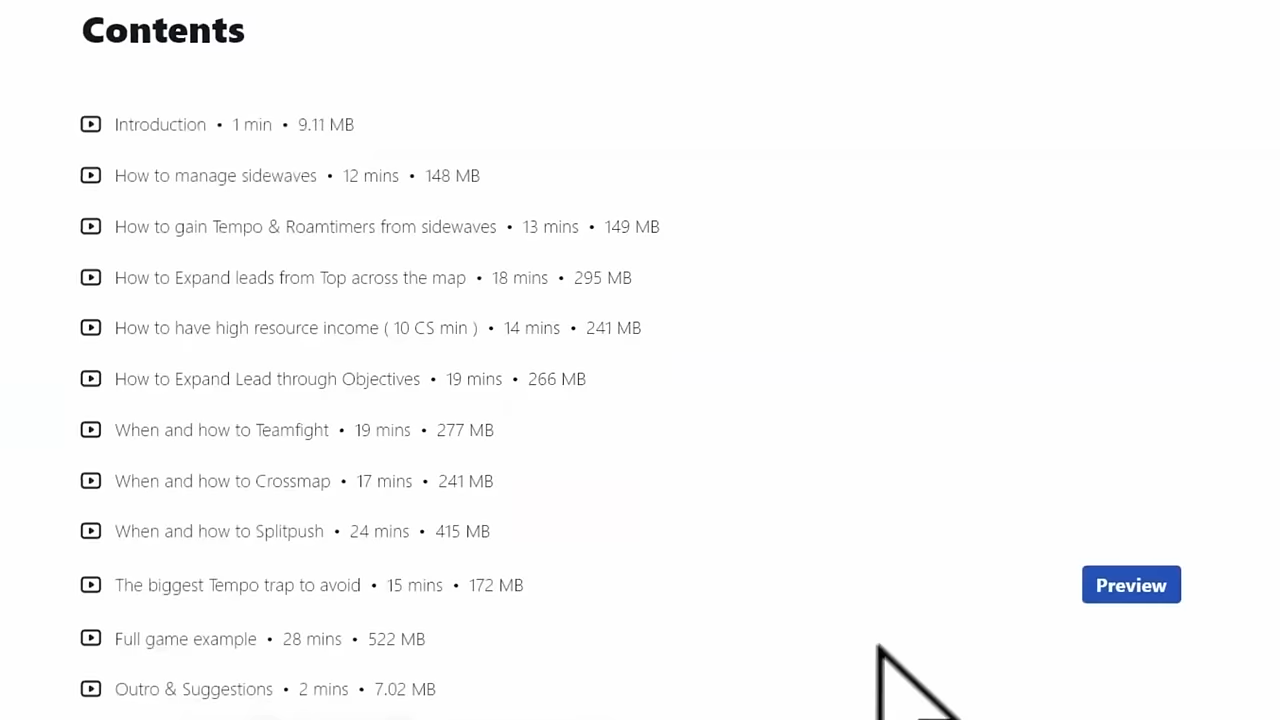 Contents
Introduction • 1 min • 9.11 MB
How to manage sidewaves • 12 mins • 148 MB
How to gain Tempo & Roamtimers from sidewaves • 13 mins • 149 MB
How to Expand leads from Top across the map • 18 mins • 295 MB
How to have high resource income ( 10 CS min ) • 14 mins • 241 MB
How to Expand Lead through Objectives • 19 mins • 266 MB
When and how to Teamfight • 19 mins • 277 MB
When and how to Crossmap • 17 mins • 241 MB
When and how to Splitpush • 24 mins • 415 MB
The biggest Tempo trap to avoid • 15 mins • 172 MB
Preview
Full game example • 28 mins • 522 MB
Outro & Suggestions • 2 mins • 7.02 MB